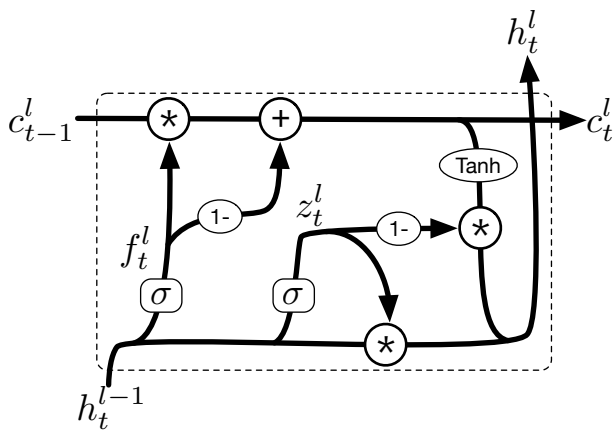 h_t^l
c_{t-1}^l * + c_t^l
Tanh
1- z_t^l 1- *
f_t^l
σ σ
*
h_t^{l-1}